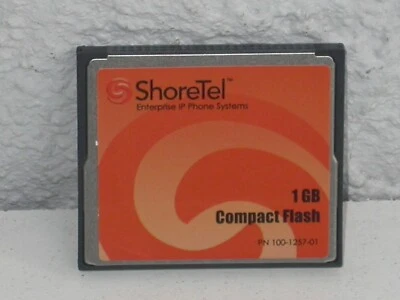 ShoreTel™
Enterprise IP Phone Systems
1 GB
Compact Flash
PN 100-1257-01